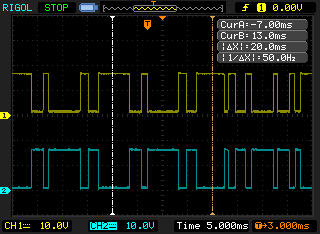 RIGOL STOP T 1 0.00V
CurA=-7.00ms
CurB= 13.0ms
|ΔX|=20.0ms
|1/ΔX|=50.0Hz
T
1
2
CH1 10.0V CH2 10.0V Time 5.000ms T→3.000ms